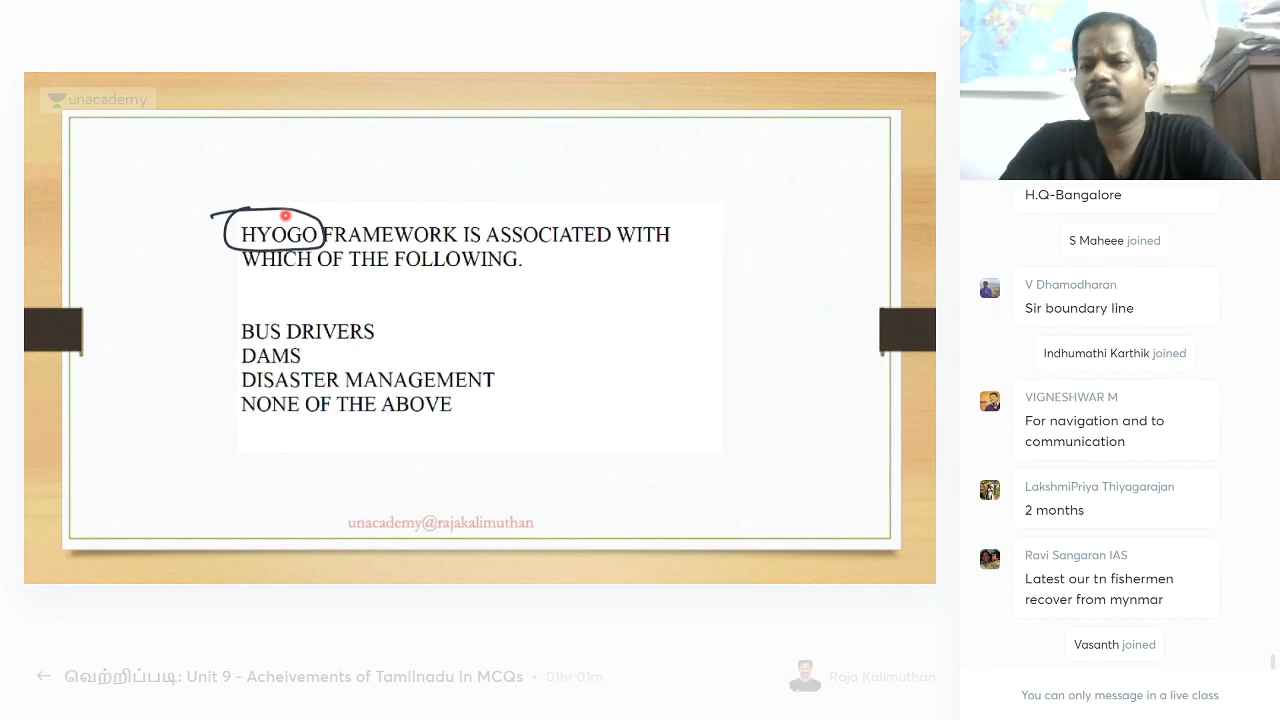 unacademy
HYOGO FRAMEWORK IS ASSOCIATED WITH
WHICH OF THE FOLLOWING.
BUS DRIVERS
DAMS
DISASTER MANAGEMENT
NONE OF THE ABOVE
unacademy@rajakalimuthan
வெற்றிப்படி: Unit 9 - Acheivements of Tamilnadu in MCQs • 01hr 01m
Raja Kalimuthan
H.Q-Bangalore
S Maheee joined
V Dhamodharan
Sir boundary line
Indhumathi Karthik joined
VIGNESHWAR M
For navigation and to
communication
LakshmiPriya Thiyagarajan
2 months
Ravi Sangaran IAS
Latest our tn fishermen
recover from mynmar
Vasanth joined
You can only message in a live class